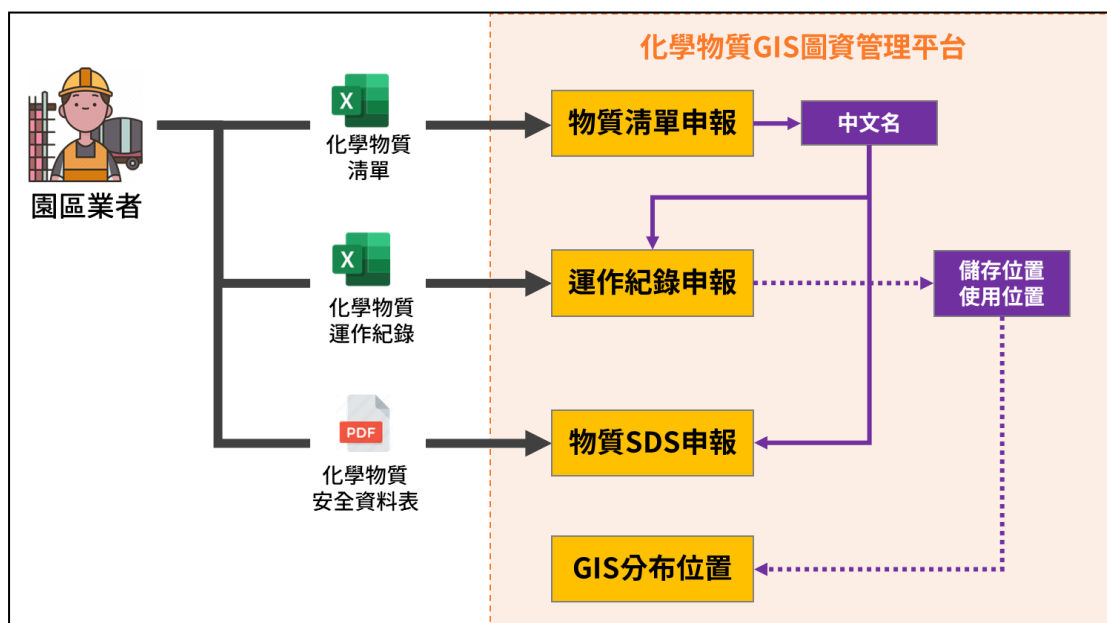 化學物質GIS圖資管理平台
園區業者
X
化學物質
清單
物質清單申報
中文名
X
化學物質
運作紀錄
運作紀錄申報
儲存位置
使用位置
PDF
化學物質
安全資料表
物質SDS申報
GIS分布位置